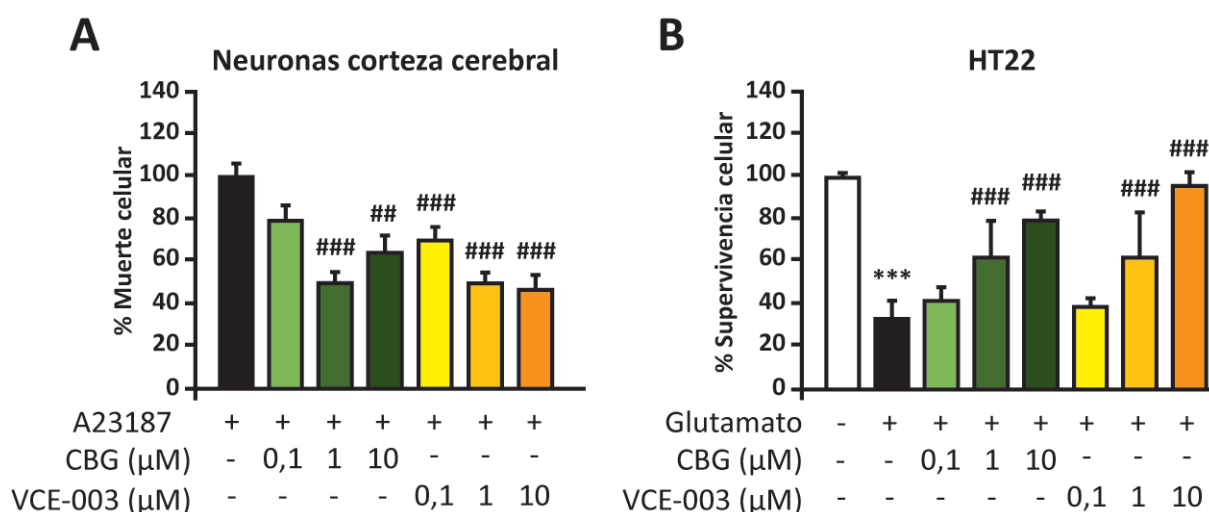 A
Neuronas corteza cerebral
% Muerte celular
140
120
100
80
60
40
20
0
###
##
###
###
###
A23187 + + + + + + +
CBG (μM) - 0,1 1 10 - - -
VCE-003 (μM) - - - - 0,1 1 10
B
HT22
% Supervivencia celular
140
120
100
80
60
40
20
0
***
###
###
###
###
Glutamato - + + + + + + +
CBG (μM) - - 0,1 1 10 - - -
VCE-003 (μM) - - - - - 0,1 1 10